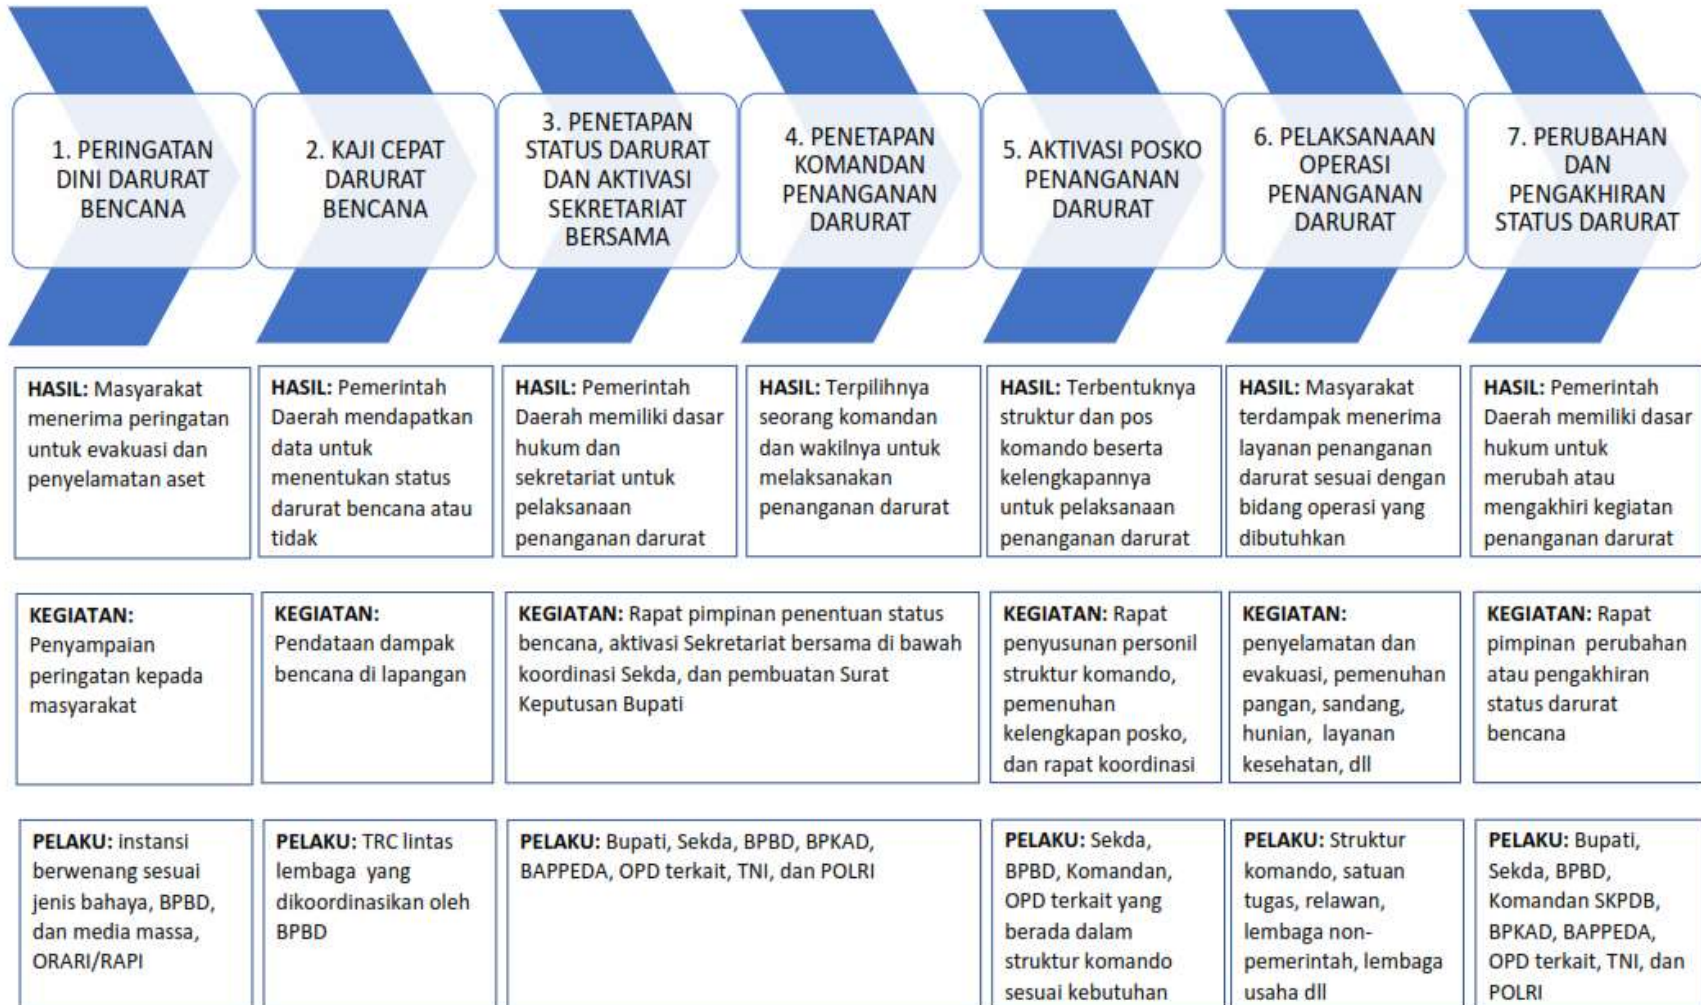 1. PERINGATAN
DINI DARURAT
BENCANA
2. KAJI CEPAT
DARURAT
BENCANA
3. PENETAPAN
STATUS DARURAT
DAN AKTIVASI
SEKRETARIAT
BERSAMA
4. PENETAPAN
KOMANDAN
PENANGANAN
DARURAT
5. AKTIVASI POSKO
PENANGANAN
DARURAT
6. PELAKSANAAN
OPERASI
PENANGANAN
DARURAT
7. PERUBAHAN
DAN
PENGAKHIRAN
STATUS DARURAT
HASIL: Masyarakat
menerima peringatan
untuk evakuasi dan
penyelamatan aset
HASIL: Pemerintah
Daerah mendapatkan
data untuk
menentukan status
darurat bencana atau
tidak
HASIL: Pemerintah
Daerah memiliki dasar
hukum dan
sekretariat untuk
pelaksanaan
penanganan darurat
HASIL: Terpilihnya
seorang komandan
dan wakilnya untuk
melaksanakan
penanganan darurat
HASIL: Terbentuknya
struktur dan pos
komando beserta
kelengkapannya
untuk pelaksanaan
penanganan darurat
HASIL: Masyarakat
terdampak menerima
layanan penanganan
darurat sesuai dengan
bidang operasi yang
dibutuhkan
HASIL: Pemerintah
Daerah memiliki dasar
hukum untuk
merubah atau
mengakhiri kegiatan
penanganan darurat
KEGIATAN:
Penyampaian
peringatan kepada
masyarakat
KEGIATAN:
Pendataan dampak
bencana di lapangan
KEGIATAN: Rapat pimpinan penentuan status
bencana, aktivasi Sekretariat bersama di bawah
koordinasi Sekda, dan pembuatan Surat
Keputusan Bupati
KEGIATAN: Rapat
penyusunan personil
struktur komando,
pemenuhan
kelengkapan posko,
dan rapat koordinasi
KEGIATAN:
penyelamatan dan
evakuasi, pemenuhan
pangan, sandang,
hunian, layanan
kesehatan, dll
KEGIATAN: Rapat
pimpinan perubahan
atau pengakhiran
status darurat
bencana
PELAKU: instansi
berwenang sesuai
jenis bahaya, BPBD,
dan media massa,
ORARI/RAPI
PELAKU: TRC lintas
lembaga yang
dikoordinasikan oleh
BPBD
PELAKU: Bupati, Sekda, BPBD, BPKAD,
BAPPEDA, OPD terkait, TNI, dan POLRI
PELAKU: Sekda,
BPBD, Komandan,
OPD terkait yang
berada dalam
struktur komando
sesuai kebutuhan
PELAKU: Struktur
komando, satuan
tugas, relawan,
lembaga non-
pemerintah, lembaga
usaha dll
PELAKU: Bupati,
Sekda, BPBD,
Komandan SKPDB,
BPKAD, BAPPEDA,
OPD terkait, TNI, dan
POLRI